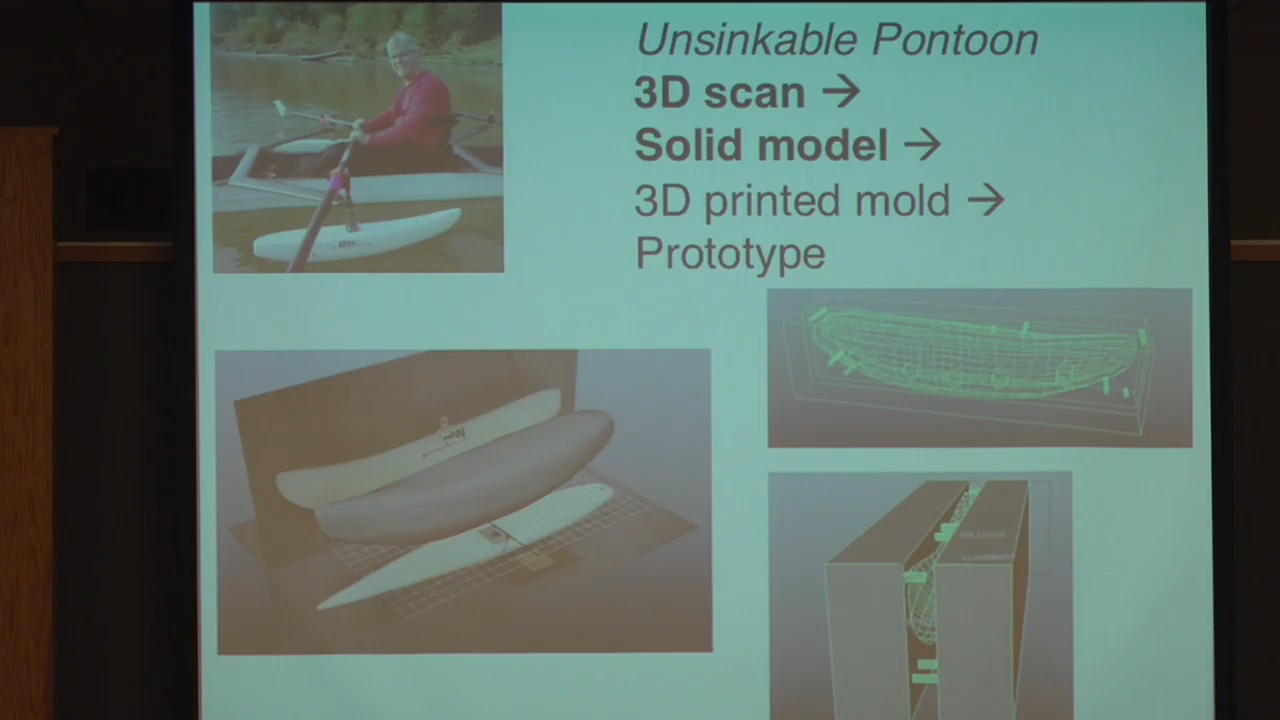 Unsinkable Pontoon
3D scan →
Solid model →
3D printed mold →
Prototype